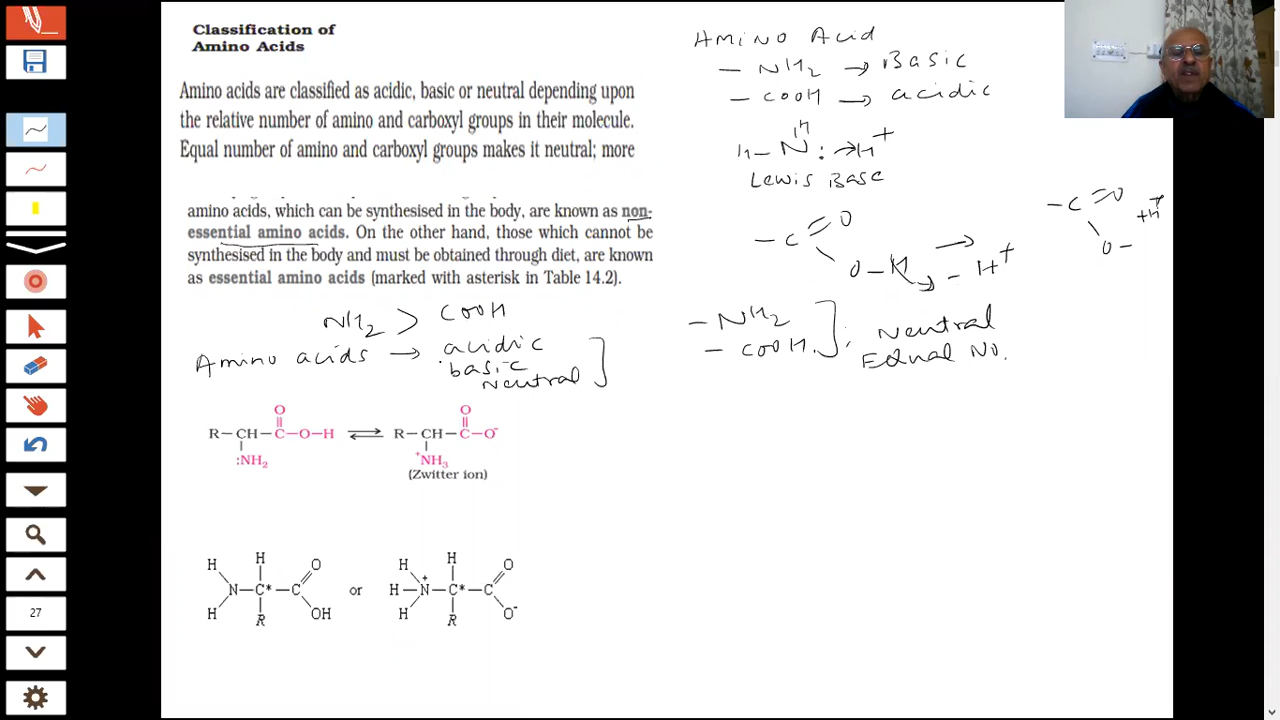 Classification of
Amino Acids
Amino acids are classified as acidic, basic or neutral depending upon
the relative number of amino and carboxyl groups in their molecule.
Equal number of amino and carboxyl groups makes it neutral; more
amino acids, which can be synthesised in the body, are known as non-
essential amino acids. On the other hand, those which cannot be
synthesised in the body and must be obtained through diet, are known
as essential amino acids (marked with asterisk in Table 14.2).
NH2 > COOH
Amino acids → acidic
basic
Neutral
R–CH–C–O–H ⇌ R–CH–C–O-
O O
:NH2 +NH3
(Zwitter ion)
H H O H H O
N–C*–C or H–N+–C*–C
H R OH H R O-
AMINO Acid
– NH2 → Basic
– COOH → acidic
H
H–N: → H+
Lewis Base
– C = O
O – H → – H+
– C = O
O – + H+
– NH2
– COOH. ] : Neutral
Equal No.
27